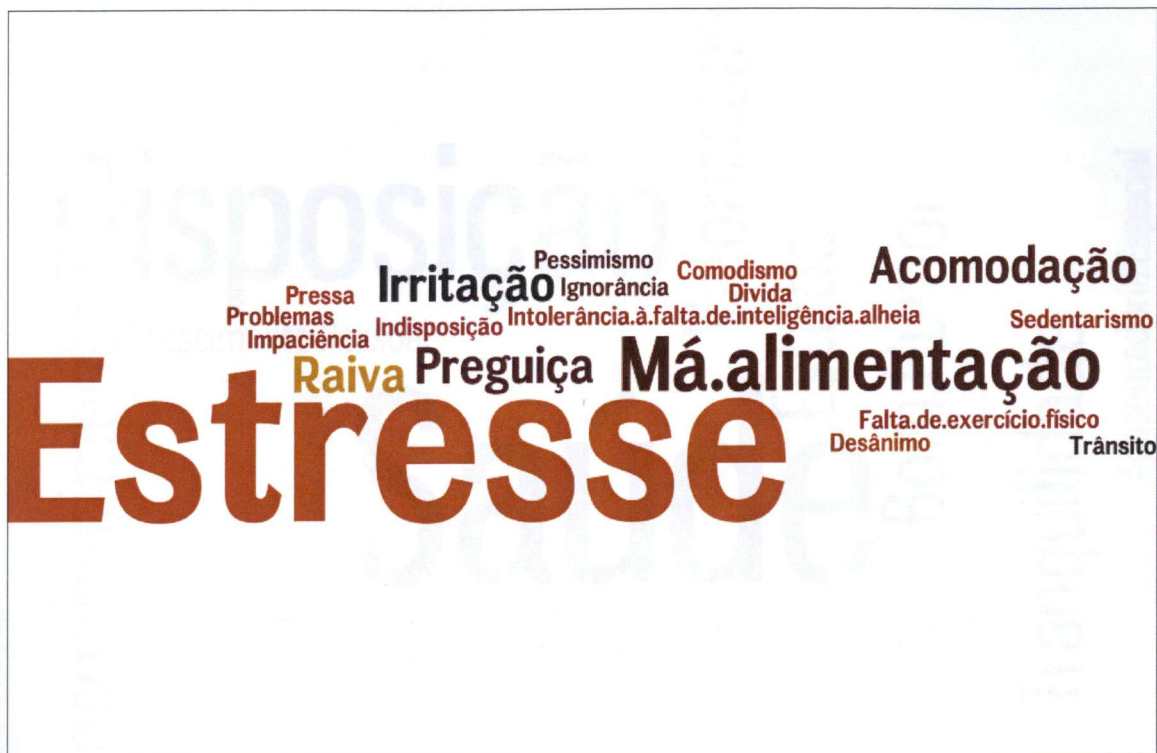 Pessimismo
Acomodação
Irritação
Ignorância
Comodismo
Pressa
Divida
Problemas
Indisposição
Intolerância.à.falta.de.inteligência.alheia
Sedentarismo
Impaciência
Raiva
Preguiça
Má.alimentação
Estresse
Falta.de.exercício.físico
Desânimo
Trânsito